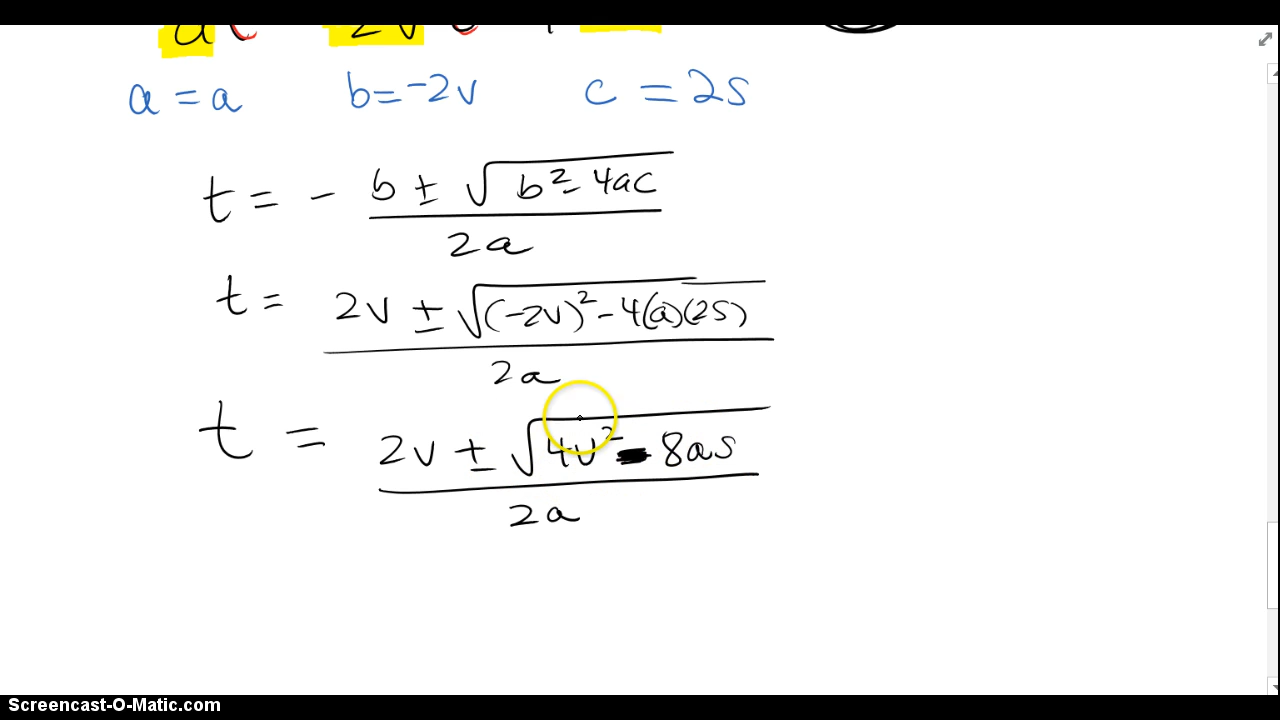 a = a b = -2v c = 2s
t = - b ± √b² - 4ac
2a
t = 2v ± √(-2v)² - 4(a)(2s)
2a
t = 2v ± √4v² - 8as
2a
Screencast-O-Matic.com